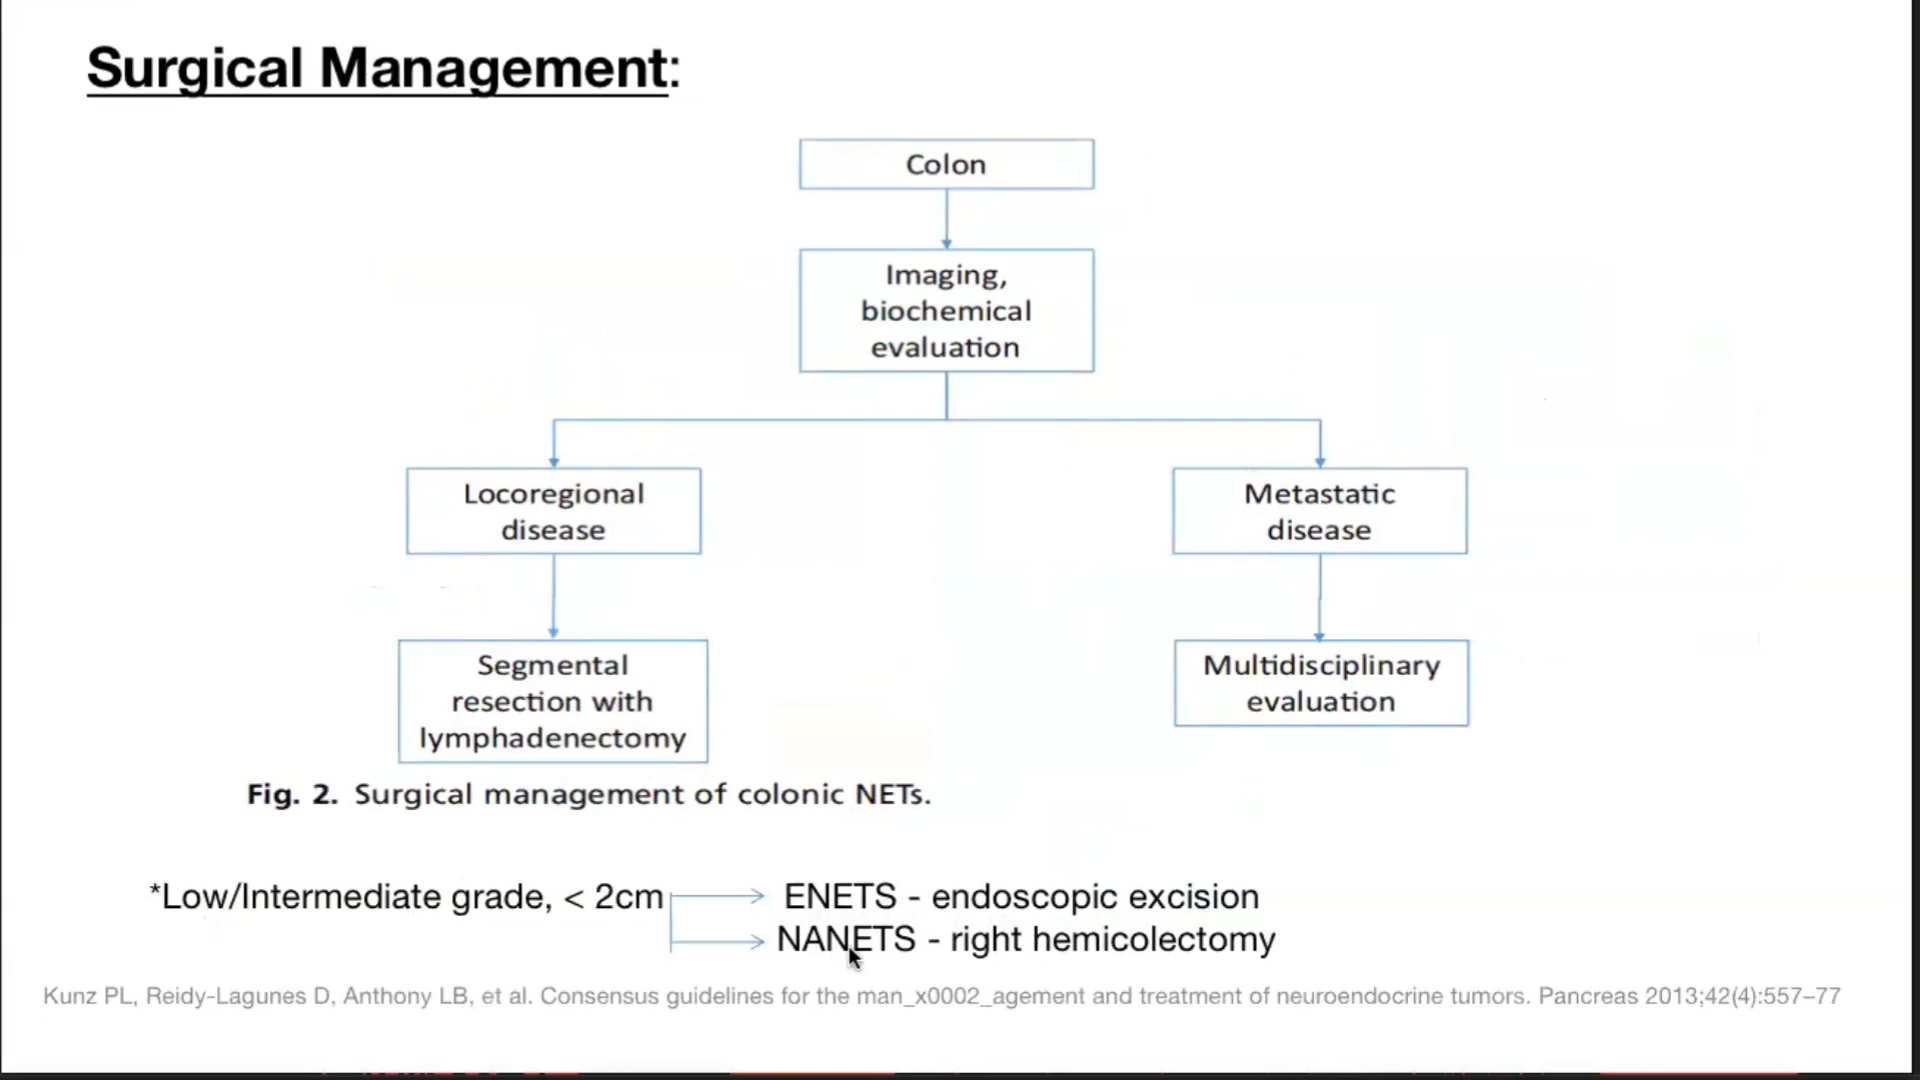 Surgical Management:
Colon
Imaging,
biochemical
evaluation
Locoregional
disease
Metastatic
disease
Segmental
resection with
lymphadenectomy
Multidisciplinary
evaluation
Fig. 2. Surgical management of colonic NETs.
*Low/Intermediate grade, < 2cm
ENETS - endoscopic excision
NANETS - right hemicolectomy
Kunz PL, Reidy-Lagunes D, Anthony LB, et al. Consensus guidelines for the man_x0002_agement and treatment of neuroendocrine tumors. Pancreas 2013;42(4):557–77